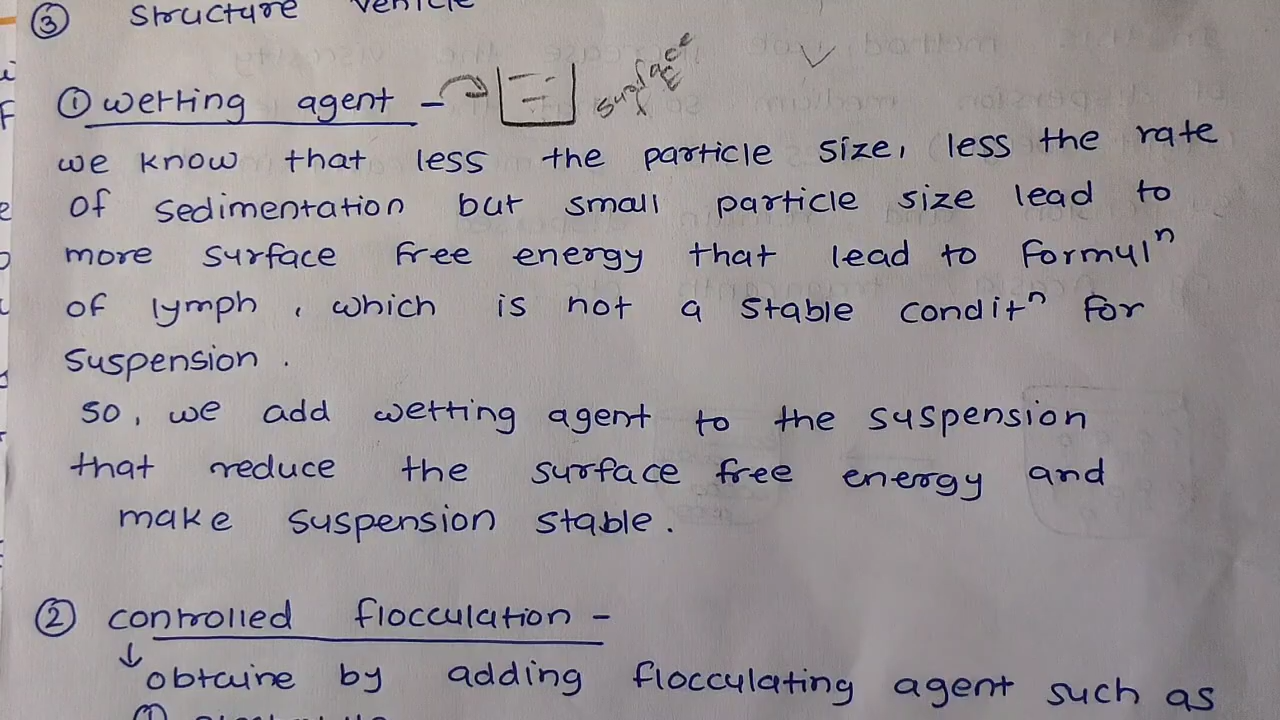 ③ Structure Vehicle
① wetting agent -
surface
E
we know that less the particle size, less the rate
of sedimentation but small particle size lead to
more surface free energy that lead to formulⁿ
of lymph, which is not a stable conditⁿ for
suspension.
so, we add wetting agent to the suspension
that reduce the surface free energy and
make suspension stable.
② controlled flocculation -
↓
obtaine by adding flocculating agent such as
①